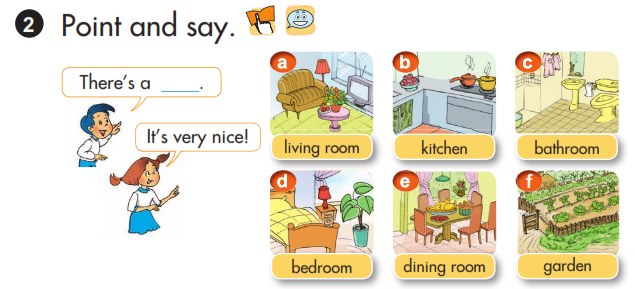 2 Point and say.
There's a ____.
It's very nice!
a
living room
b
kitchen
c
bathroom
d
bedroom
e
dining room
f
garden